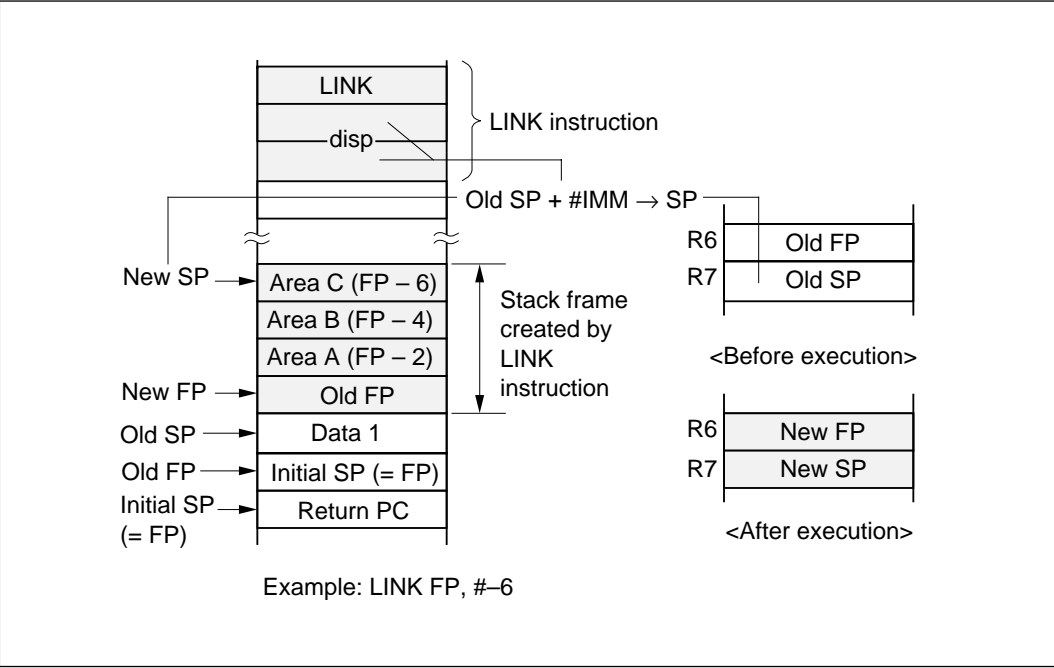 LINK
disp
LINK instruction
Old SP + #IMM → SP
New SP
Area C (FP – 6)
Area B (FP – 4)
Area A (FP – 2)
New FP
Old FP
Old SP
Data 1
Old FP
Initial SP (= FP)
Initial SP
(= FP)
Return PC
Stack frame
created by
LINK
instruction
R6
Old FP
R7
Old SP
<Before execution>
R6
New FP
R7
New SP
<After execution>
Example: LINK FP, #–6